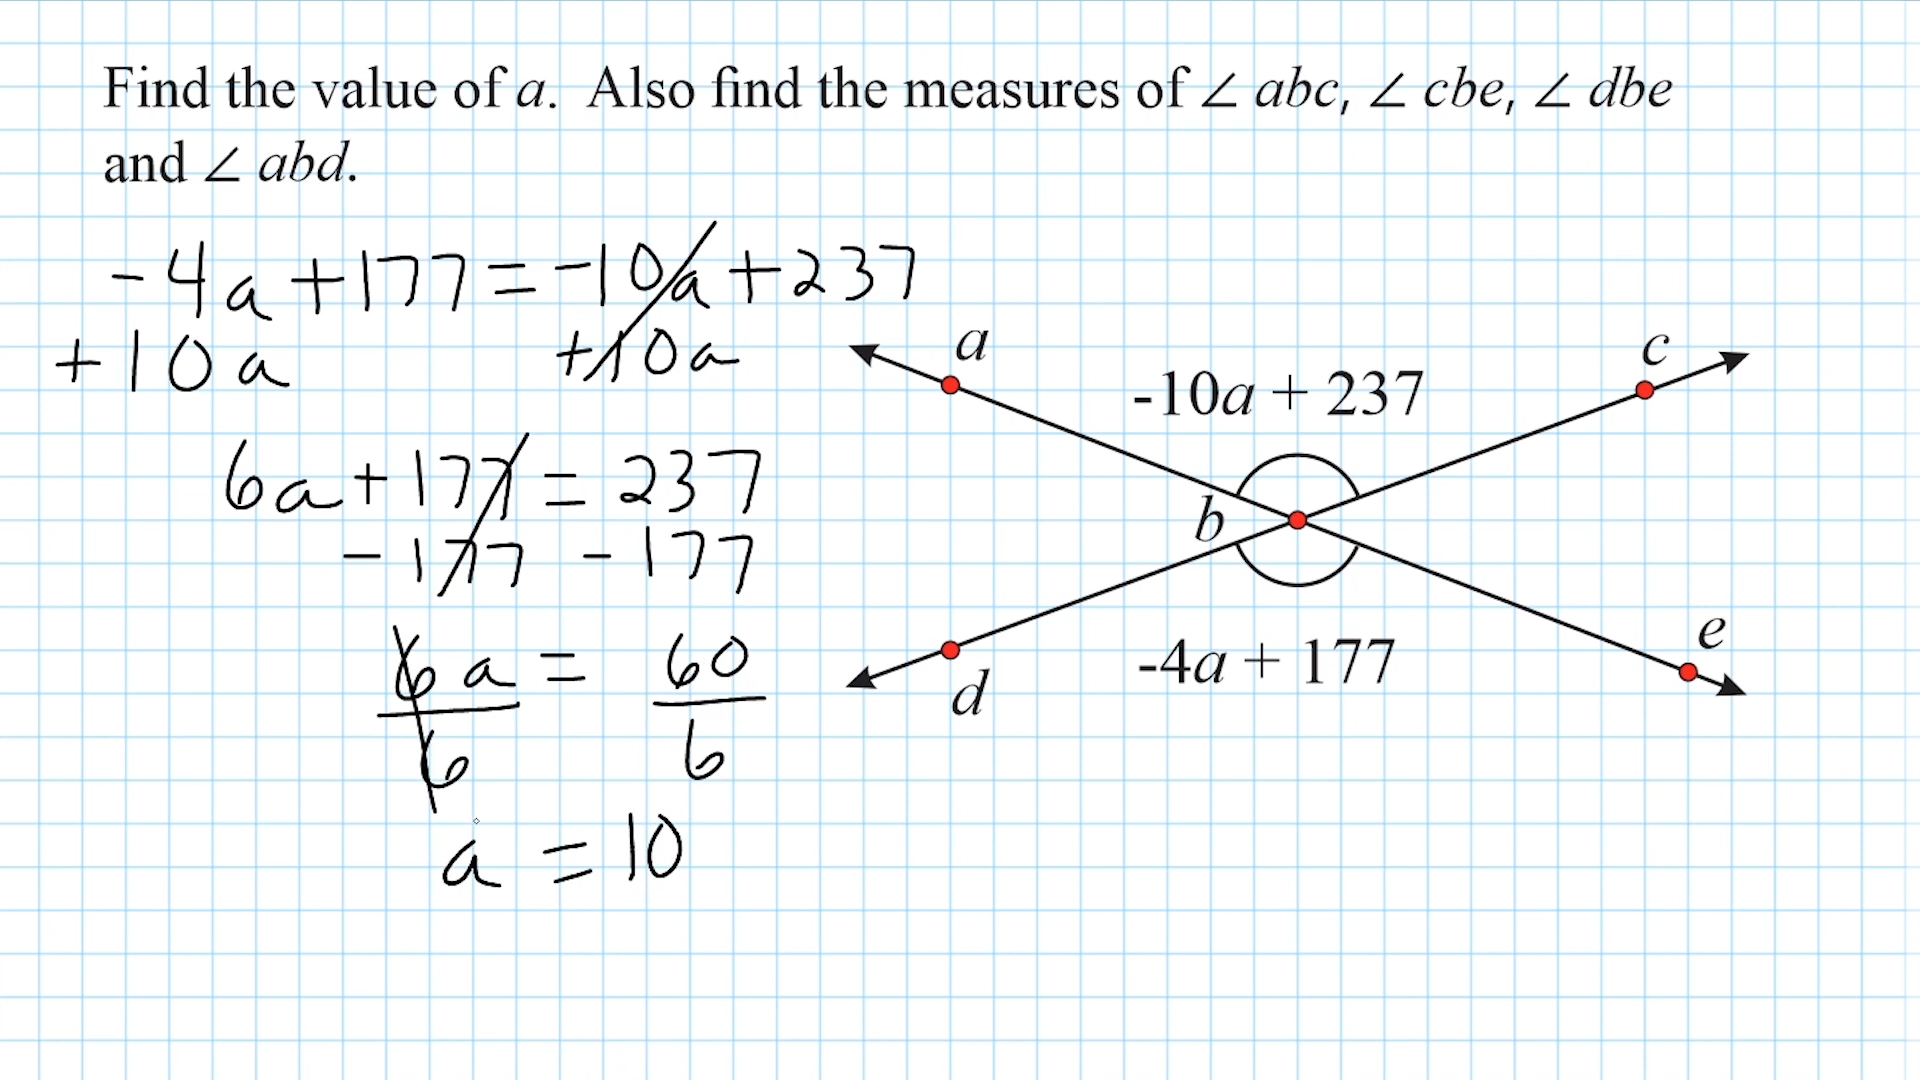 Find the value of a. Also find the measures of ∠ abc, ∠ cbe, ∠ dbe
and ∠ abd.
-4a+177=-10a+237
+10a +10a
6a+177=237
-177 -177
6a = 60
6 6
a = 10
a
c
-10a + 237
b
-4a + 177
d
e